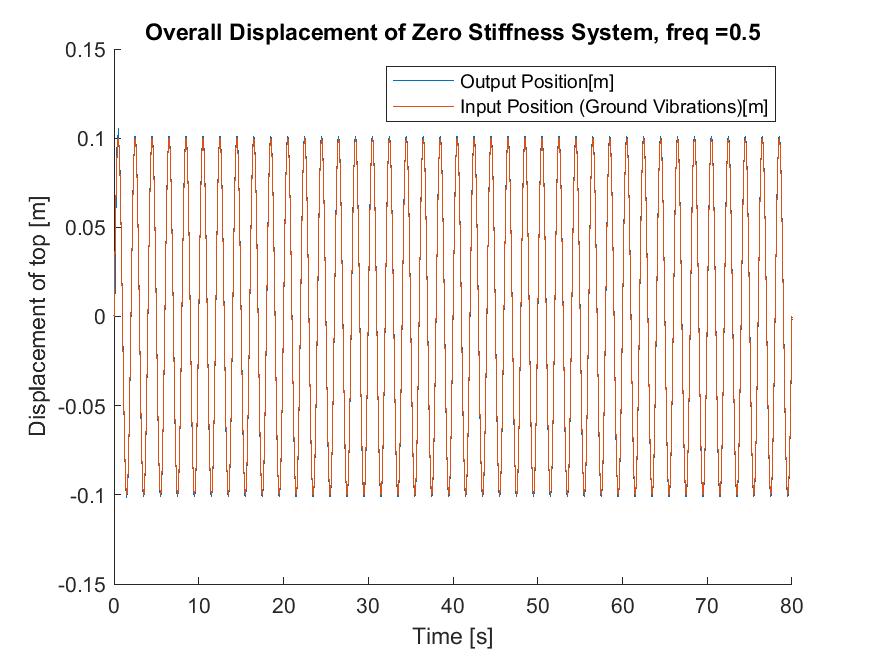 Overall Displacement of Zero Stiffness System, freq =0.5
0.15
Output Position[m]
Input Position (Ground Vibrations)[m]
0.1
0.05
0
-0.05
-0.1
-0.15
Displacement of top [m]
0 10 20 30 40 50 60 70 80
Time [s]